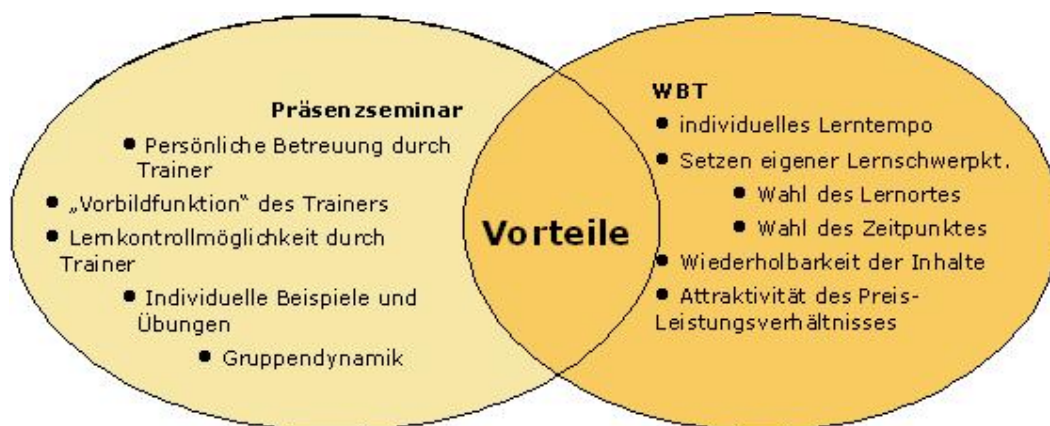 Präsenzseminar
● Persönliche Betreuung durch
Trainer
● „Vorbildfunktion“ des Trainers
● Lernkontrollmöglichkeit durch
Trainer
● Individuelle Beispiele und
Übungen
● Gruppendynamik
Vorteile
WBT
● individuelles Lerntempo
● Setzen eigener Lernschwerpkt.
● Wahl des Lernortes
● Wahl des Zeitpunktes
● Wiederholbarkeit der Inhalte
● Attraktivität des Preis-
Leistungsverhältnisses